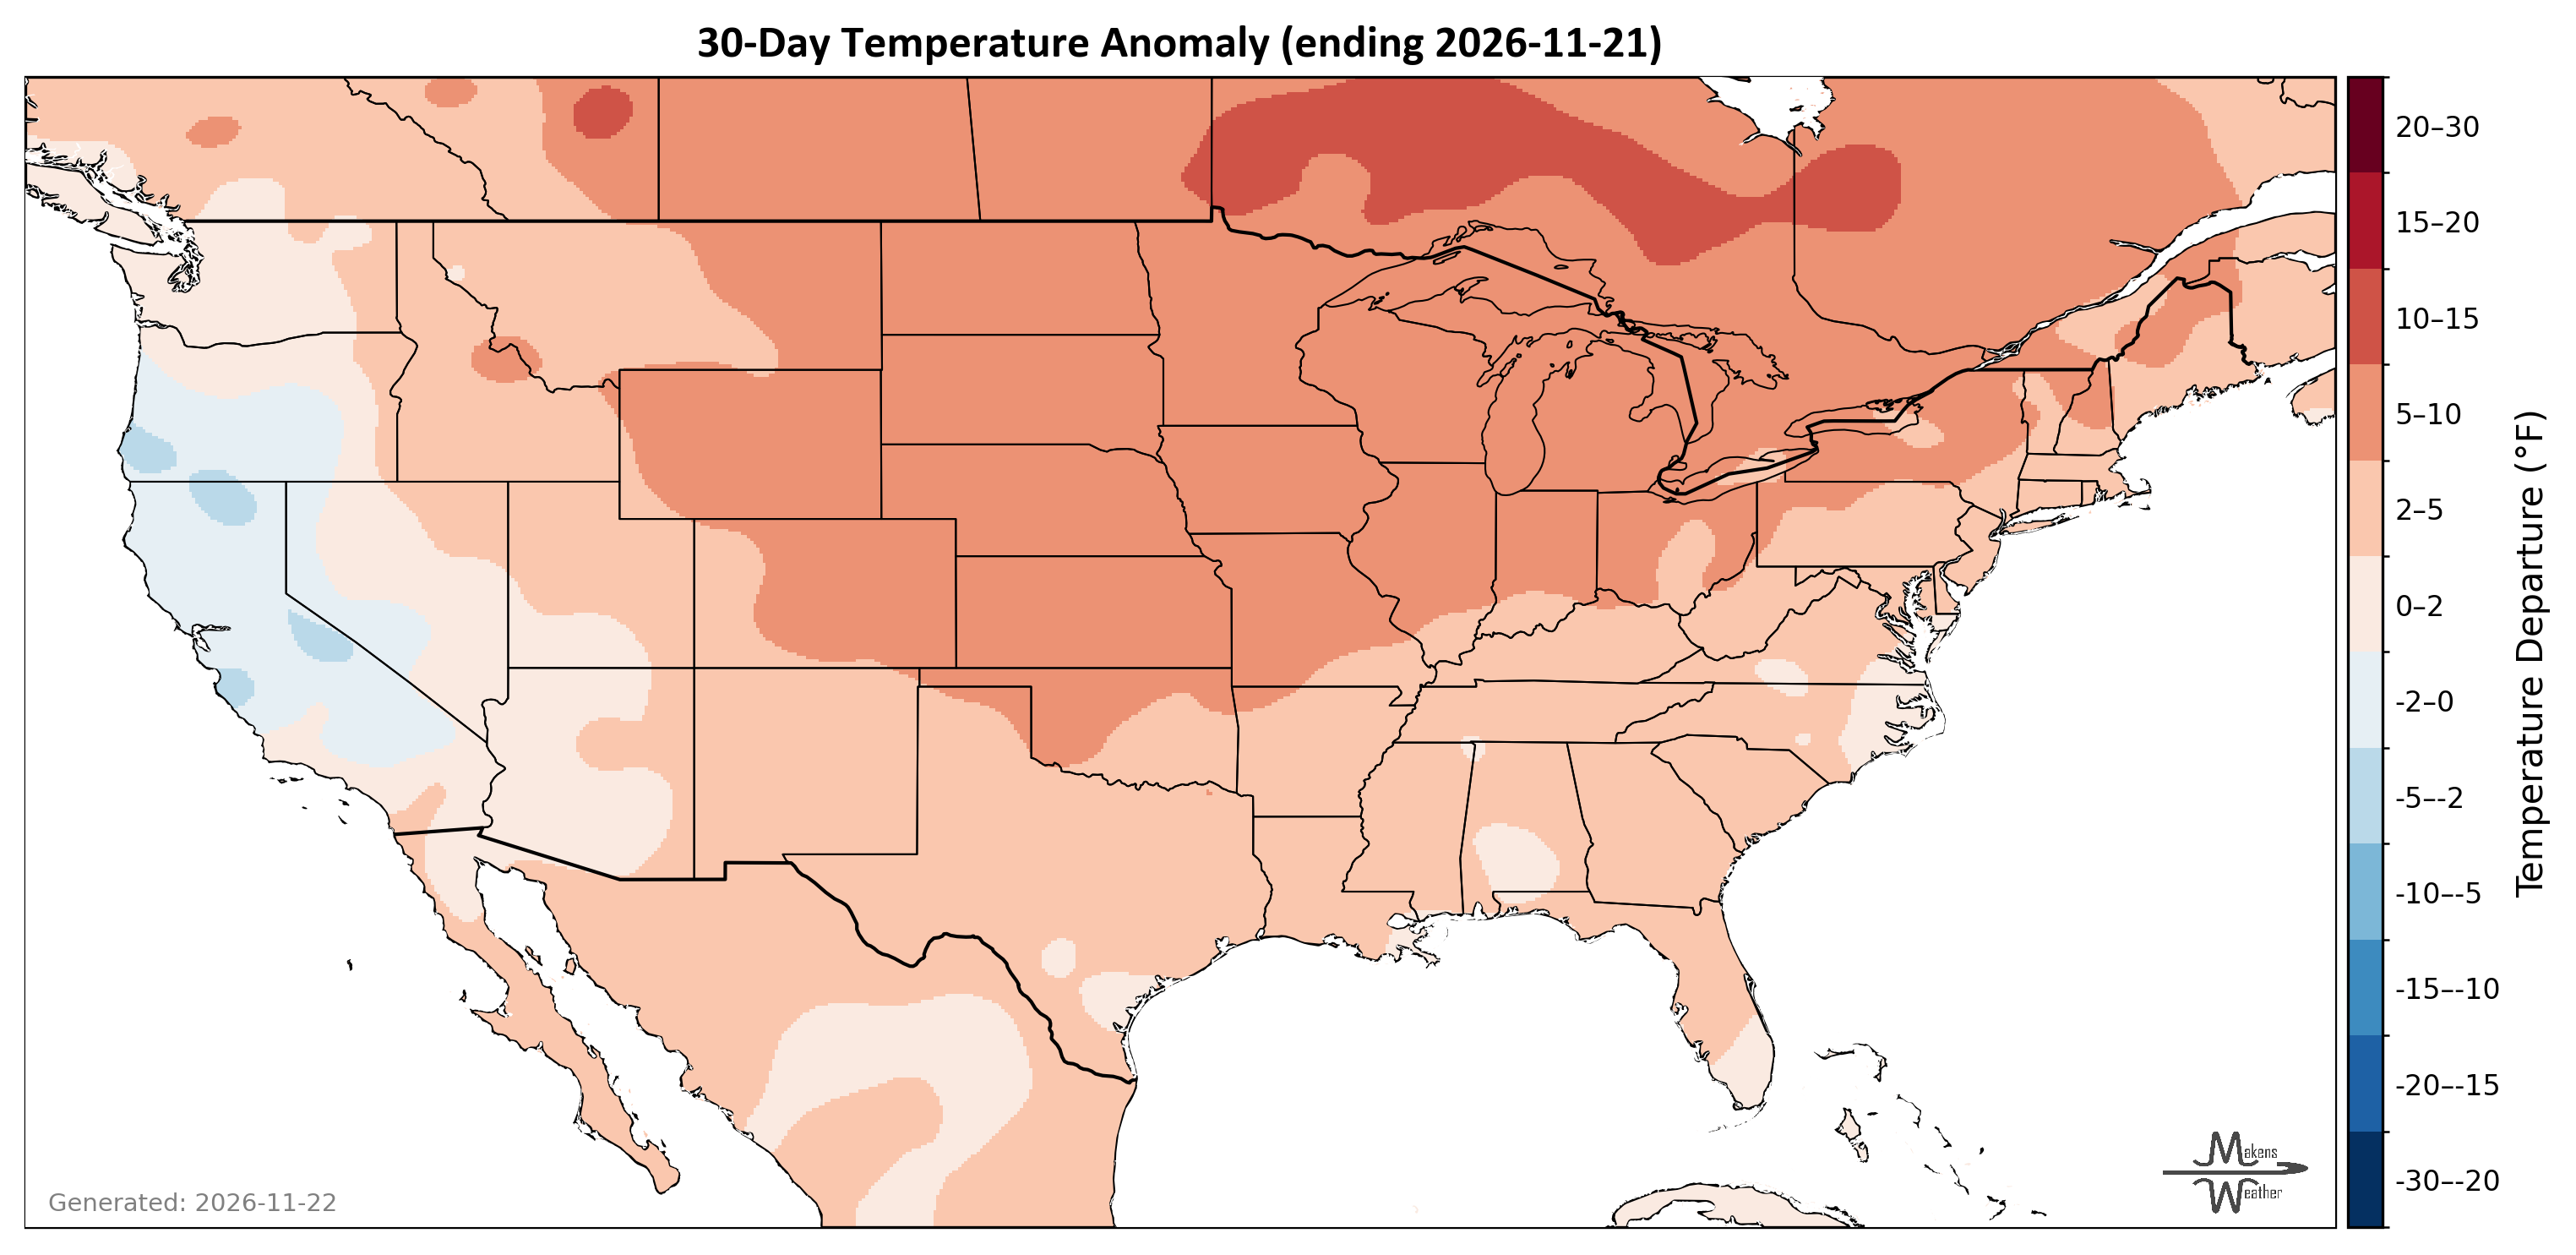 30-Day Temperature Anomaly (ending 2026-11-21)
20–30
15–20
10–15
5–10
2–5
0–2
-2–0
-5–-2
-10–-5
-15–-10
-20–-15
-30–-20
Temperature Departure (°F)
Generated: 2026-11-22
Makens
Weather